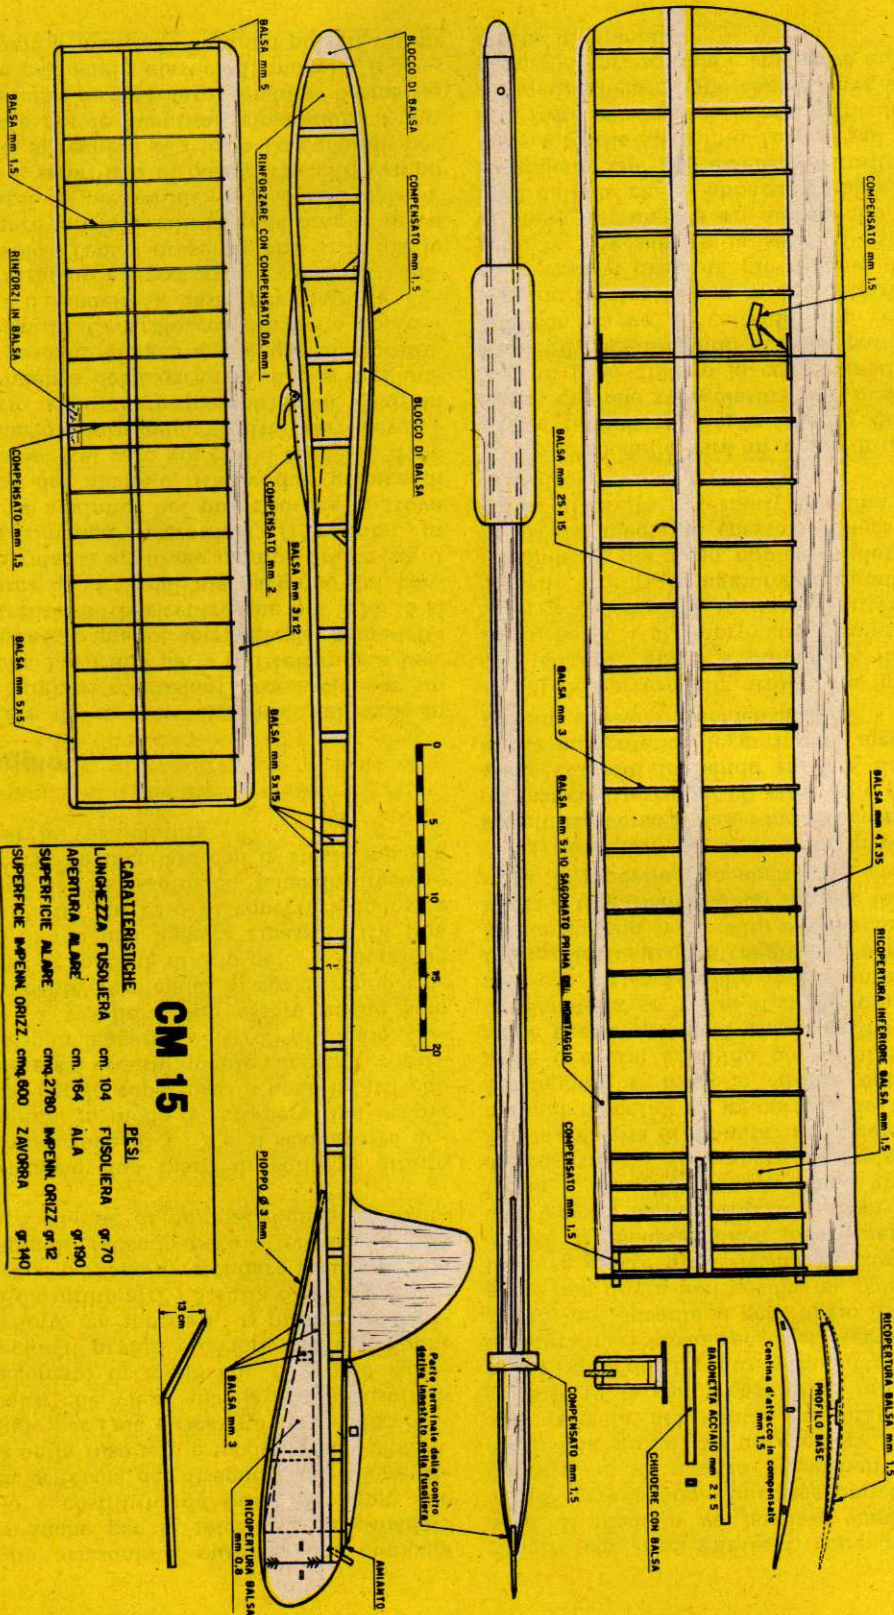 COMPENSATO mm 1,5
BALSA mm 25 x 15
BALSA mm 3
BALSA mm 5x10 SAGOMATO PRIMA DEL MONTAGGIO
BALSA mm 4 x 35
RICOPERTURA INFERIORE BALSA mm 1,5
COMPENSATO mm 1,5
RICOPERTURA BALSA mm 1,5
PROFILO BASE
Centina d'attacco in compensato
mm 1,5
BAIONETTA ACCIAIO mm 2 x 5
CHIUDERE CON BALSA
COMPENSATO mm 1,5
Parte terminale della contro
deriva innestata nella fusoliera
BLOCCO DI BALSA
COMPENSATO mm 1,5
BLOCCO DI BALSA
RINFORZARE CON COMPENSATO DA mm 1
COMPENSATO mm 2
BALSA mm 5x15
0
5
10
15
20
PIOPPO Ø 3 mm
BALSA mm 3
RICOPERTURA BALSA
mm 0,8
AMIANTO
BALSA mm 5
BALSA mm 1,5
RINFORZI IN BALSA
COMPENSATO mm 1,5
BALSA mm 3x12
BALSA mm 5x5
13 cm
CM 15
CARATTERISTICHE PESI
LUNGHEZZA FUSOLIERA cm. 104 FUSOLIERA gr. 70
APERTURA ALARE cm. 164 ALA gr. 190
SUPERFICIE ALARE cmq. 2780 IMPENN. ORIZZ. gr. 12
SUPERFICIE IMPENN. ORIZZ. cmq. 600 ZAVORRA gr. 140